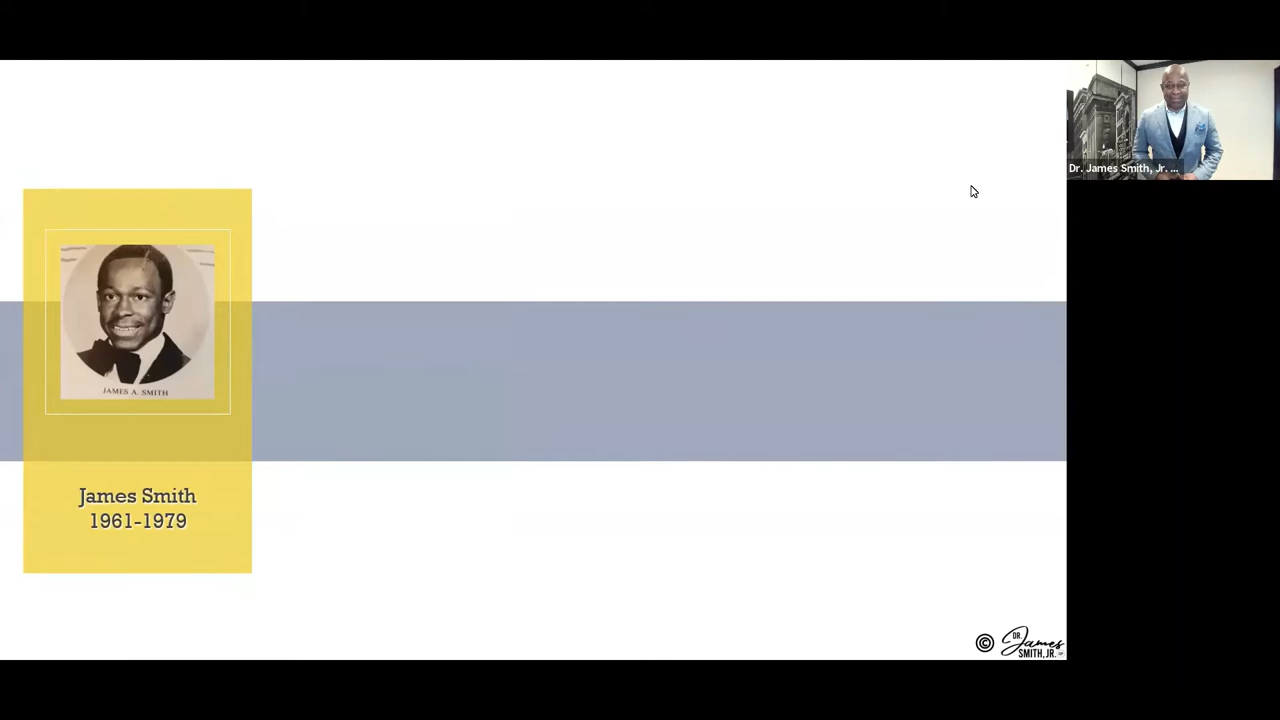 Dr. James Smith, Jr. ...
JAMES A. SMITH
James Smith
1961-1979
© DR.
James
SMITH, JR.